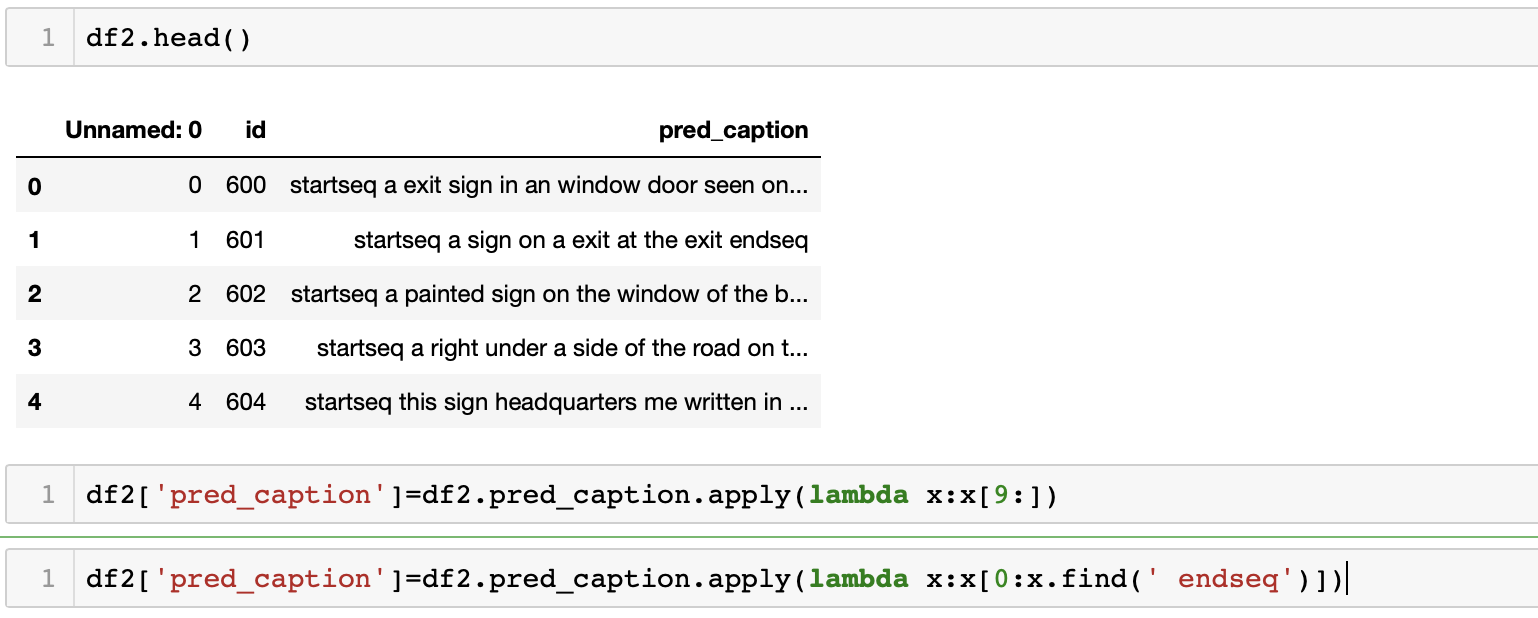 1 df2.head()
Unnamed: 0 id pred_caption
0 0 600 startseq a exit sign in an window door seen on...
1 1 601 startseq a sign on a exit at the exit endseq
2 2 602 startseq a painted sign on the window of the b...
3 3 603 startseq a right under a side of the road on t...
4 4 604 startseq this sign headquarters me written in ...
1 df2['pred_caption']=df2.pred_caption.apply(lambda x:x[9:])
1 df2['pred_caption']=df2.pred_caption.apply(lambda x:x[0:x.find(' endseq')])